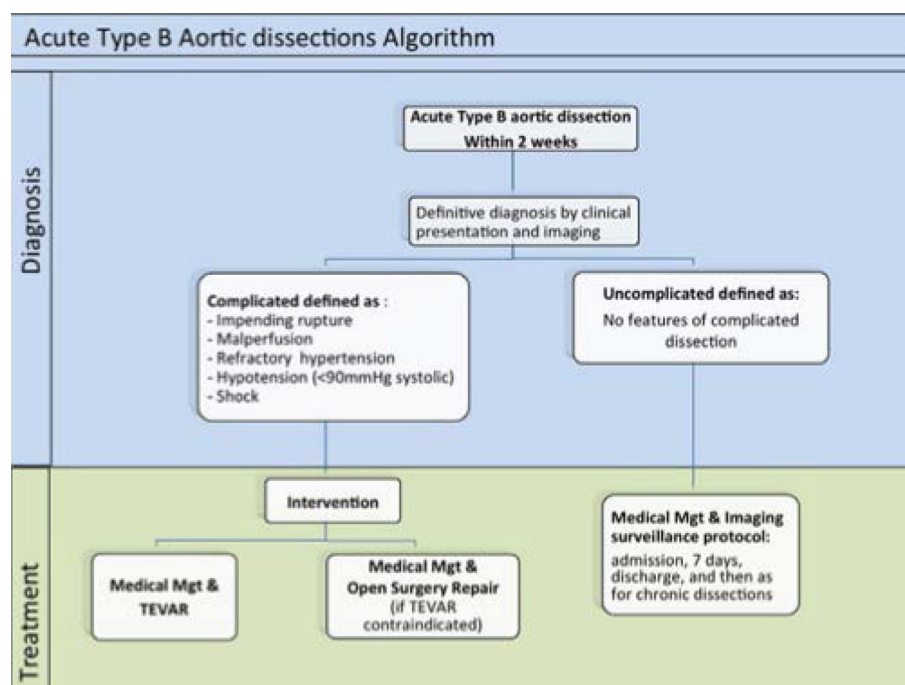 Acute Type B Aortic dissections Algorithm
Diagnosis
Acute Type B aortic dissection
Within 2 weeks
Definitive diagnosis by clinical
presentation and imaging
Complicated defined as :
- Impending rupture
- Malperfusion
- Refractory hypertension
- Hypotension (<90mmHg systolic)
- Shock
Uncomplicated defined as:
No features of complicated
dissection
Treatment
Intervention
Medical Mgt &
TEVAR
Medical Mgt &
Open Surgery Repair
(if TEVAR
contraindicated)
Medical Mgt & Imaging
surveillance protocol:
admission, 7 days,
discharge, and then as
for chronic dissections